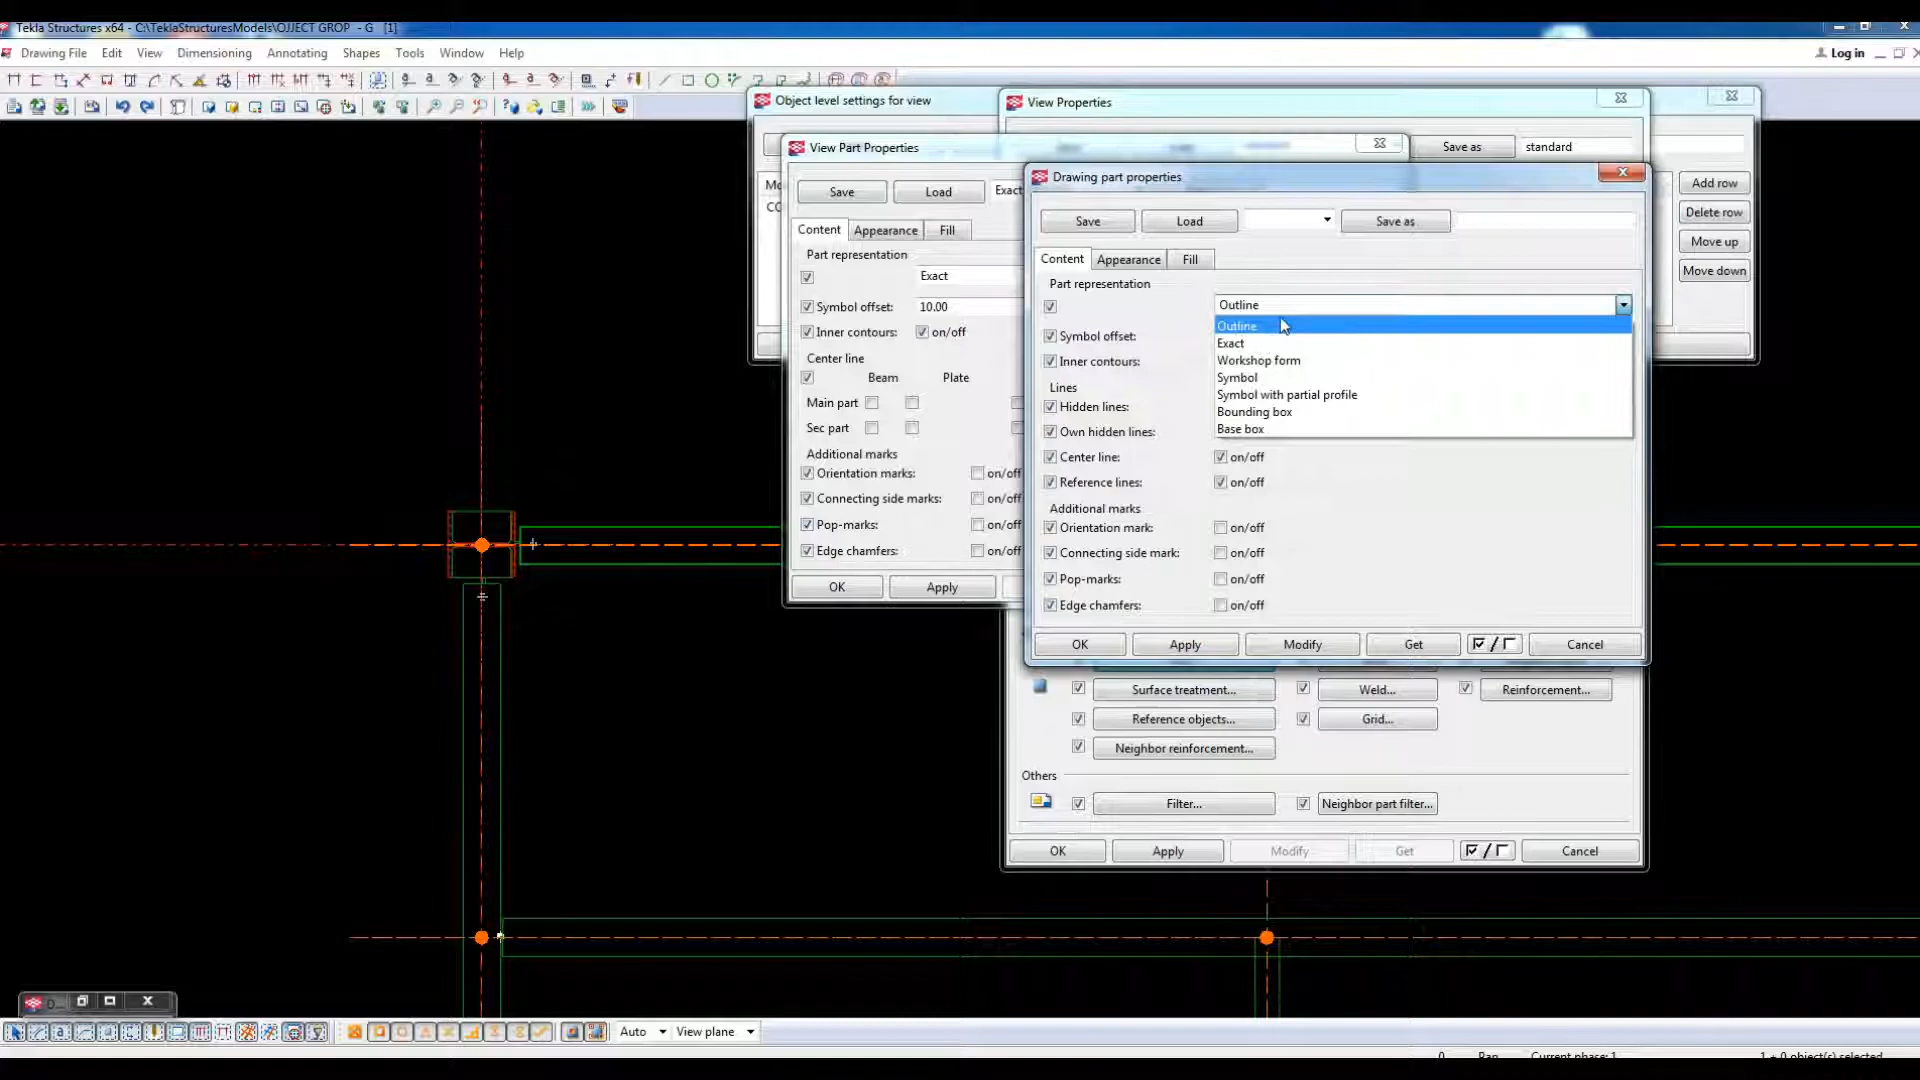 Tekla Structures x64 - C:\TeklaStructuresModels\OJJECT GROP - G [1]
Drawing File Edit View Dimensioning Annotating Shapes Tools Window Help
Log in
Object level settings for view
View Properties
View Part Properties
Save as standard
Drawing part properties
Add row
Delete row
Move up
Move down
Save Load Exact
Save Load Save as
Content Appearance Fill
Part representation
Exact
Symbol offset: 10.00
Inner contours: on/off
Center line
Beam Plate
Main part
Sec part
Additional marks
Orientation marks: on/off
Connecting side marks: on/off
Pop-marks: on/off
Edge chamfers: on/off
OK Apply
Content Appearance Fill
Part representation
Outline
Outline
Exact
Workshop form
Symbol
Symbol with partial profile
Bounding box
Base box
Symbol offset:
Inner contours:
Lines
Hidden lines:
Own hidden lines:
Center line: on/off
Reference lines: on/off
Additional marks
Orientation mark: on/off
Connecting side mark: on/off
Pop-marks: on/off
Edge chamfers: on/off
OK Apply Modify Get / Cancel
Surface treatment... Weld... Reinforcement...
Reference objects... Grid...
Neighbor reinforcement...
Others
Filter... Neighbor part filter...
OK Apply Modify Get / Cancel
Auto View plane
0 Pan Current phase: 1 1 + 0 object(s) selected